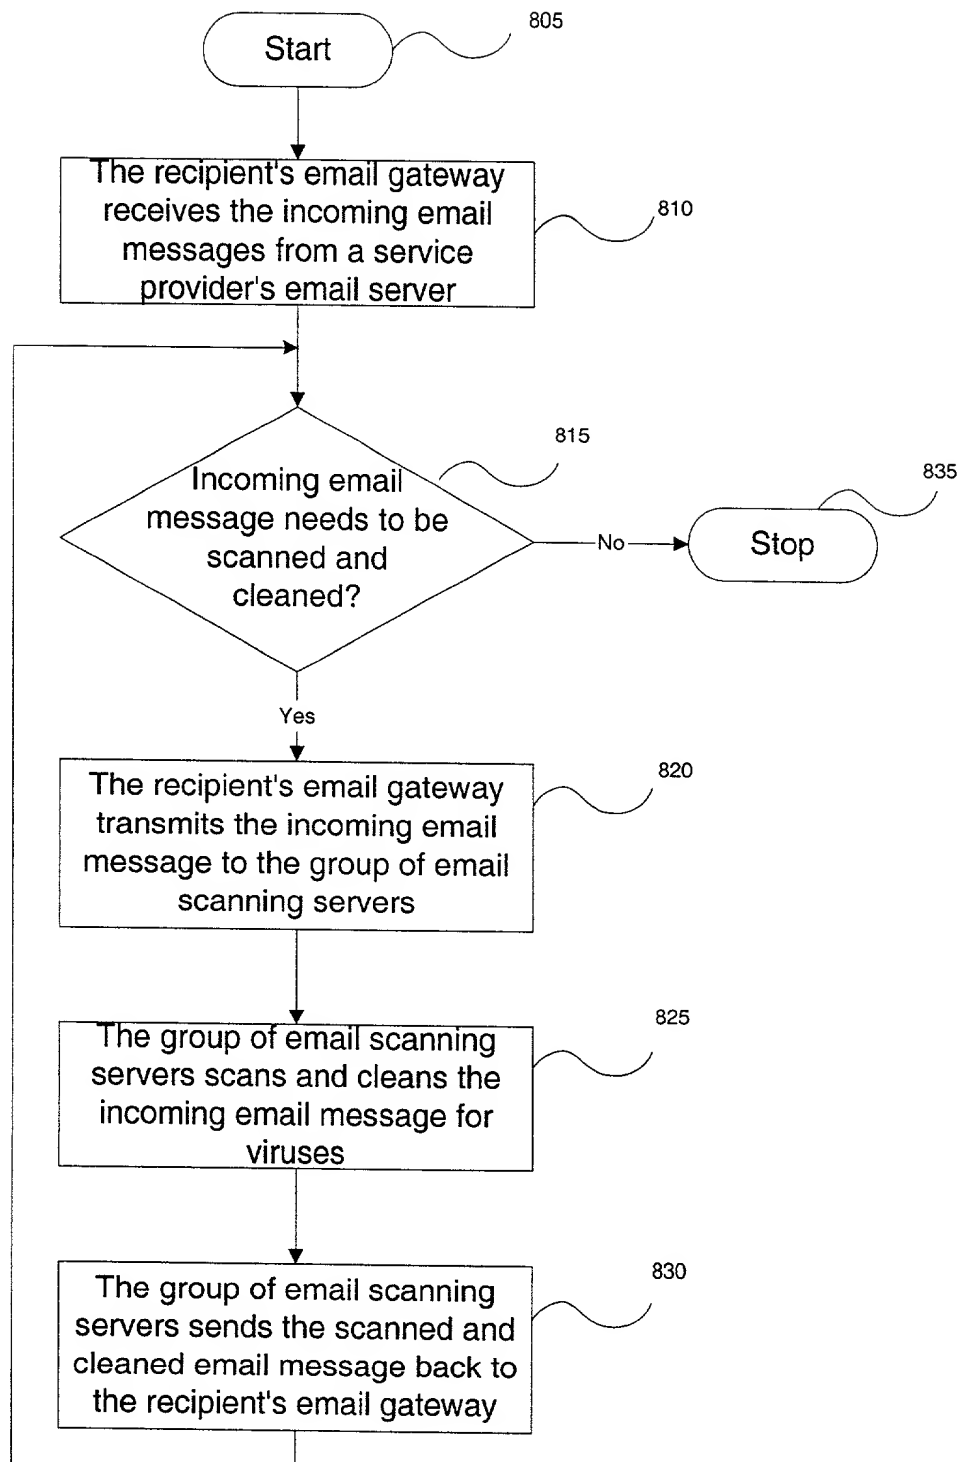 805
Start
The recipient's email gateway
receives the incoming email
messages from a service
provider's email server
810
815
Incoming email
message needs to be
scanned and
cleaned?
835
No
Stop
Yes
820
The recipient's email gateway
transmits the incoming email
message to the group of email
scanning servers
825
The group of email scanning
servers scans and cleans the
incoming email message for
viruses
830
The group of email scanning
servers sends the scanned and
cleaned email message back to
the recipient's email gateway